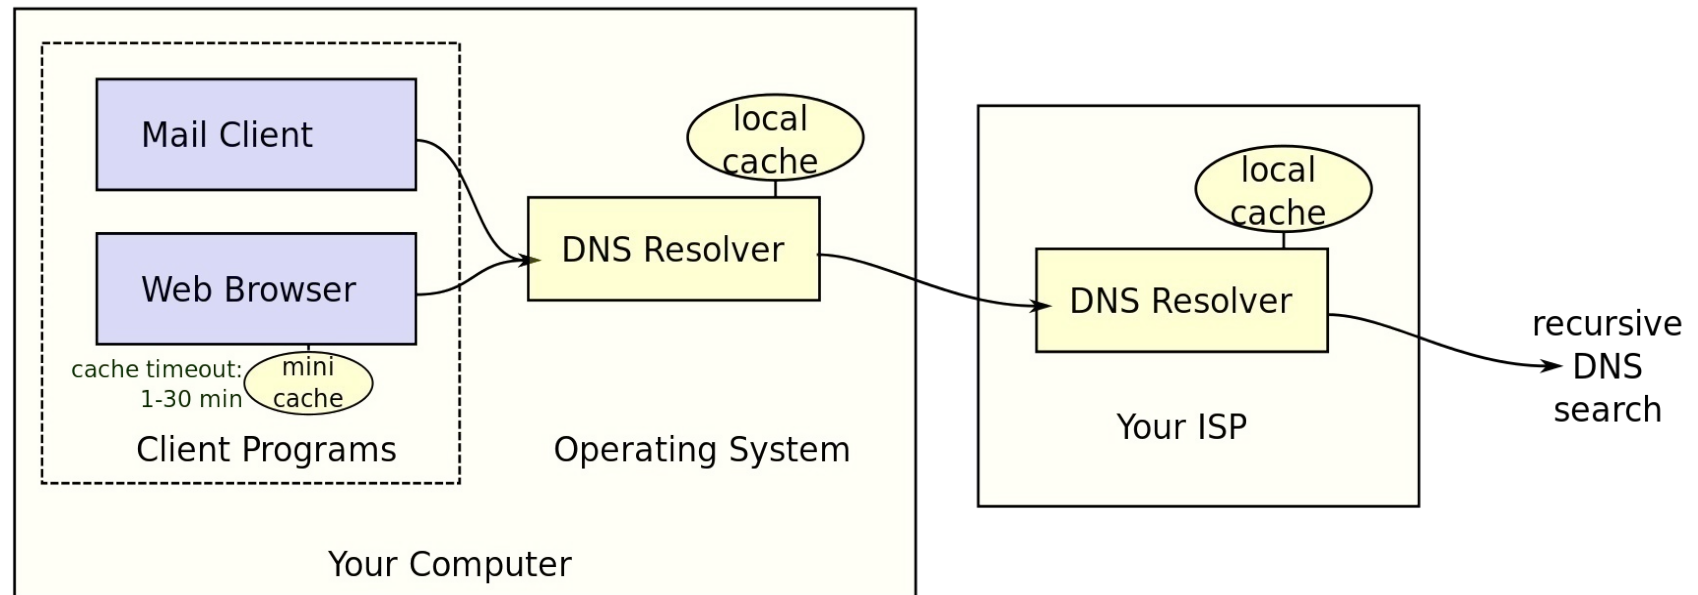 Mail Client
Web Browser
cache timeout:
1-30 min
mini
cache
Client Programs
local
cache
DNS Resolver
Operating System
Your Computer
local
cache
DNS Resolver
Your ISP
recursive
DNS
search